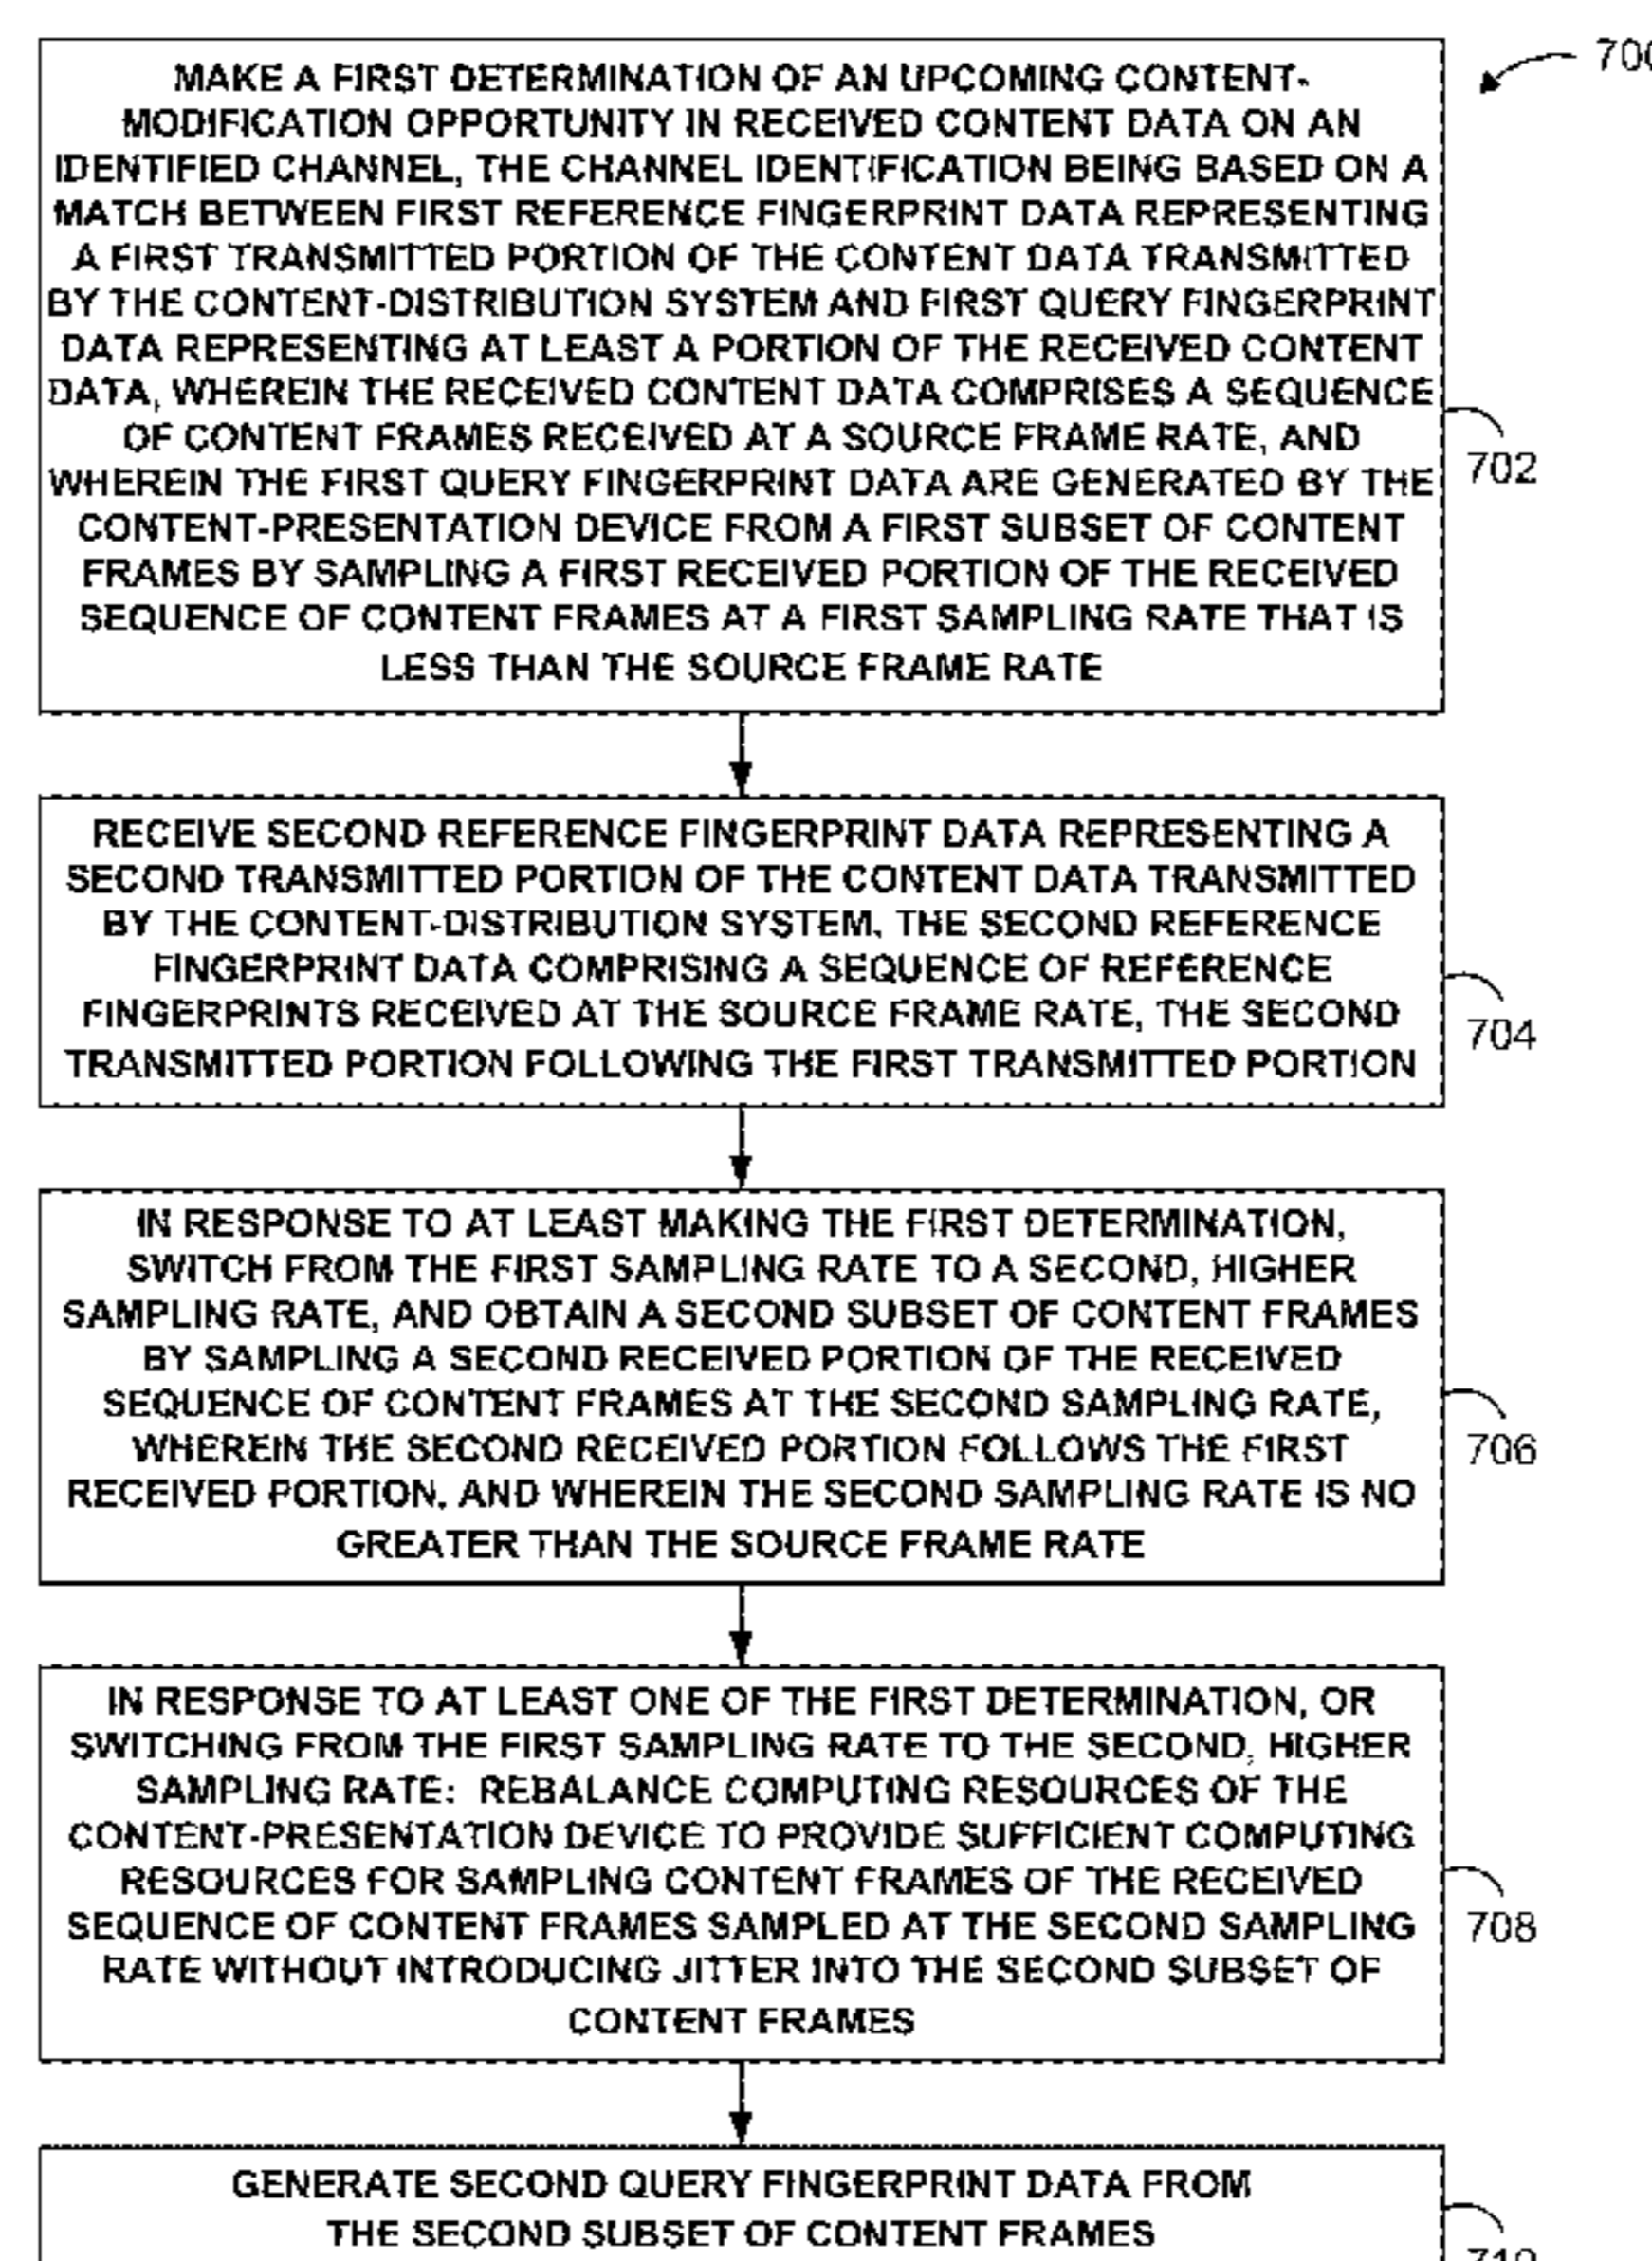 700
MAKE A FIRST DETERMINATION OF AN UPCOMING CONTENT-
MODIFICATION OPPORTUNITY IN RECEIVED CONTENT DATA ON AN
IDENTIFIED CHANNEL, THE CHANNEL IDENTIFICATION BEING BASED ON A
MATCH BETWEEN FIRST REFERENCE FINGERPRINT DATA REPRESENTING
A FIRST TRANSMITTED PORTION OF THE CONTENT DATA TRANSMITTED
BY THE CONTENT-DISTRIBUTION SYSTEM AND FIRST QUERY FINGERPRINT
DATA REPRESENTING AT LEAST A PORTION OF THE RECEIVED CONTENT
DATA, WHEREIN THE RECEIVED CONTENT DATA COMPRISES A SEQUENCE
OF CONTENT FRAMES RECEIVED AT A SOURCE FRAME RATE, AND
WHEREIN THE FIRST QUERY FINGERPRINT DATA ARE GENERATED BY THE
CONTENT-PRESENTATION DEVICE FROM A FIRST SUBSET OF CONTENT
FRAMES BY SAMPLING A FIRST RECEIVED PORTION OF THE RECEIVED
SEQUENCE OF CONTENT FRAMES AT A FIRST SAMPLING RATE THAT IS
LESS THAN THE SOURCE FRAME RATE
702
RECEIVE SECOND REFERENCE FINGERPRINT DATA REPRESENTING A
SECOND TRANSMITTED PORTION OF THE CONTENT DATA TRANSMITTED
BY THE CONTENT-DISTRIBUTION SYSTEM, THE SECOND REFERENCE
FINGERPRINT DATA COMPRISING A SEQUENCE OF REFERENCE
FINGERPRINTS RECEIVED AT THE SOURCE FRAME RATE, THE SECOND
TRANSMITTED PORTION FOLLOWING THE FIRST TRANSMITTED PORTION
704
IN RESPONSE TO AT LEAST MAKING THE FIRST DETERMINATION,
SWITCH FROM THE FIRST SAMPLING RATE TO A SECOND, HIGHER
SAMPLING RATE, AND OBTAIN A SECOND SUBSET OF CONTENT FRAMES
BY SAMPLING A SECOND RECEIVED PORTION OF THE RECEIVED
SEQUENCE OF CONTENT FRAMES AT THE SECOND SAMPLING RATE,
WHEREIN THE SECOND RECEIVED PORTION FOLLOWS THE FIRST
RECEIVED PORTION, AND WHEREIN THE SECOND SAMPLING RATE IS NO
GREATER THAN THE SOURCE FRAME RATE
706
IN RESPONSE TO AT LEAST ONE OF THE FIRST DETERMINATION, OR
SWITCHING FROM THE FIRST SAMPLING RATE TO THE SECOND, HIGHER
SAMPLING RATE: REBALANCE COMPUTING RESOURCES OF THE
CONTENT-PRESENTATION DEVICE TO PROVIDE SUFFICIENT COMPUTING
RESOURCES FOR SAMPLING CONTENT FRAMES OF THE RECEIVED
SEQUENCE OF CONTENT FRAMES SAMPLED AT THE SECOND SAMPLING
RATE WITHOUT INTRODUCING JITTER INTO THE SECOND SUBSET OF
CONTENT FRAMES
708
GENERATE SECOND QUERY FINGERPRINT DATA FROM
THE SECOND SUBSET OF CONTENT FRAMES
710